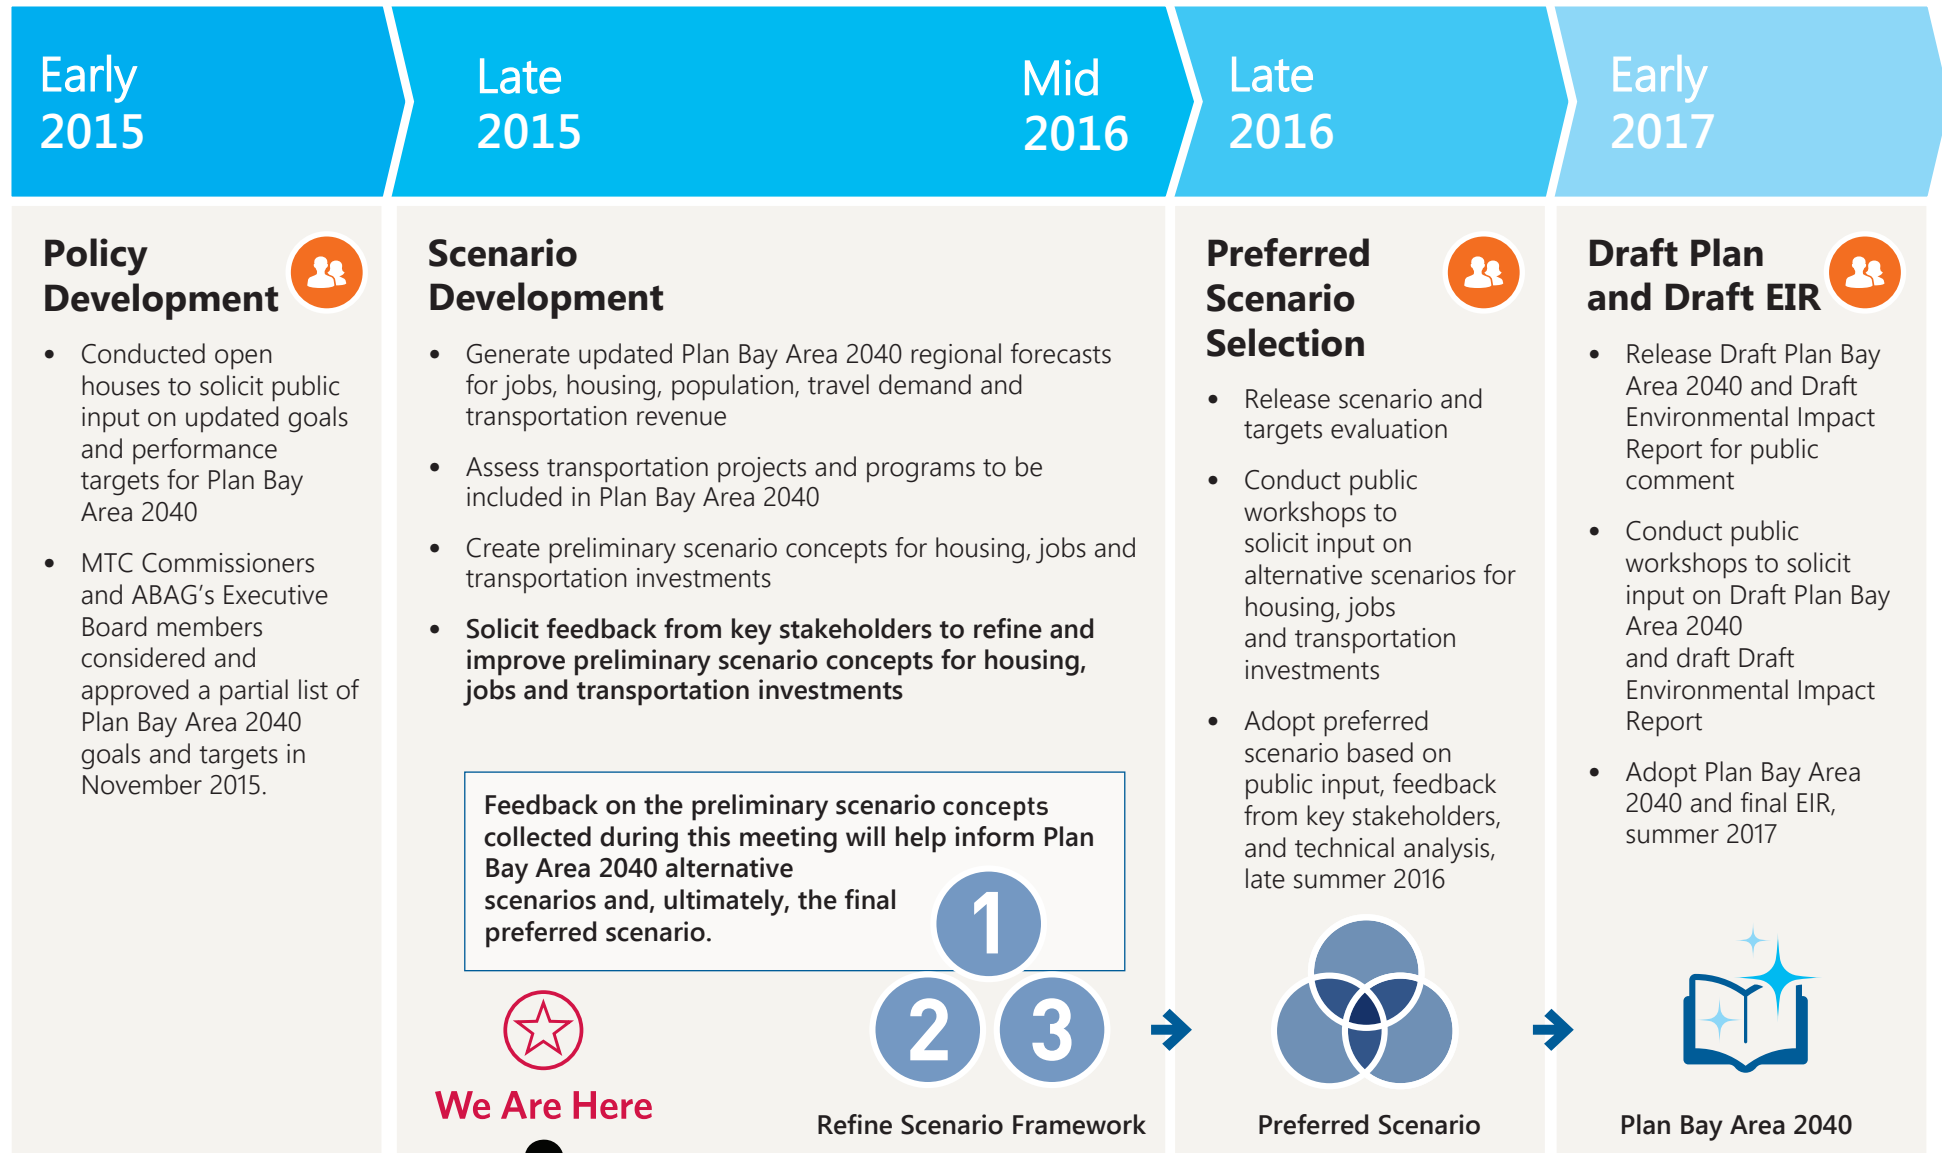 Early
2015
Late
2015
Mid
2016
Late
2016
Early
2017
Policy
Development
• Conducted open
houses to solicit public
input on updated goals
and performance
targets for Plan Bay
Area 2040
• MTC Commissioners
and ABAG’s Executive
Board members
considered and
approved a partial list of
Plan Bay Area 2040
goals and targets in
November 2015.
Scenario
Development
• Generate updated Plan Bay Area 2040 regional forecasts
for jobs, housing, population, travel demand and
transportation revenue
• Assess transportation projects and programs to be
included in Plan Bay Area 2040
• Create preliminary scenario concepts for housing, jobs and
transportation investments
• Solicit feedback from key stakeholders to refine and
improve preliminary scenario concepts for housing,
jobs and transportation investments
Feedback on the preliminary scenario concepts
collected during this meeting will help inform Plan
Bay Area 2040 alternative
scenarios and, ultimately, the final
preferred scenario.
1
2
3
We Are Here
Refine Scenario Framework
Preferred
Scenario
Selection
• Release scenario and
targets evaluation
• Conduct public
workshops to
solicit input on
alternative scenarios for
housing, jobs
and transportation
investments
• Adopt preferred
scenario based on
public input, feedback
from key stakeholders,
and technical analysis,
late summer 2016
Preferred Scenario
Draft Plan
and Draft EIR
• Release Draft Plan Bay
Area 2040 and Draft
Environmental Impact
Report for public
comment
• Conduct public
workshops to solicit
input on Draft Plan Bay
Area 2040
and draft Draft
Environmental Impact
Report
• Adopt Plan Bay Area
2040 and final EIR,
summer 2017
Plan Bay Area 2040